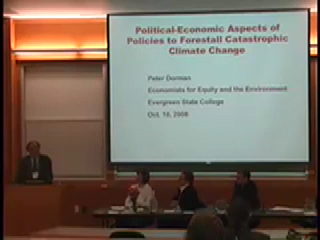 Political-Economic Aspects of
Policies to Forestall Catastrophic
Climate Change
Peter Dorman
Economists for Equity and the Environment
Evergreen State College
Oct. 18, 2008